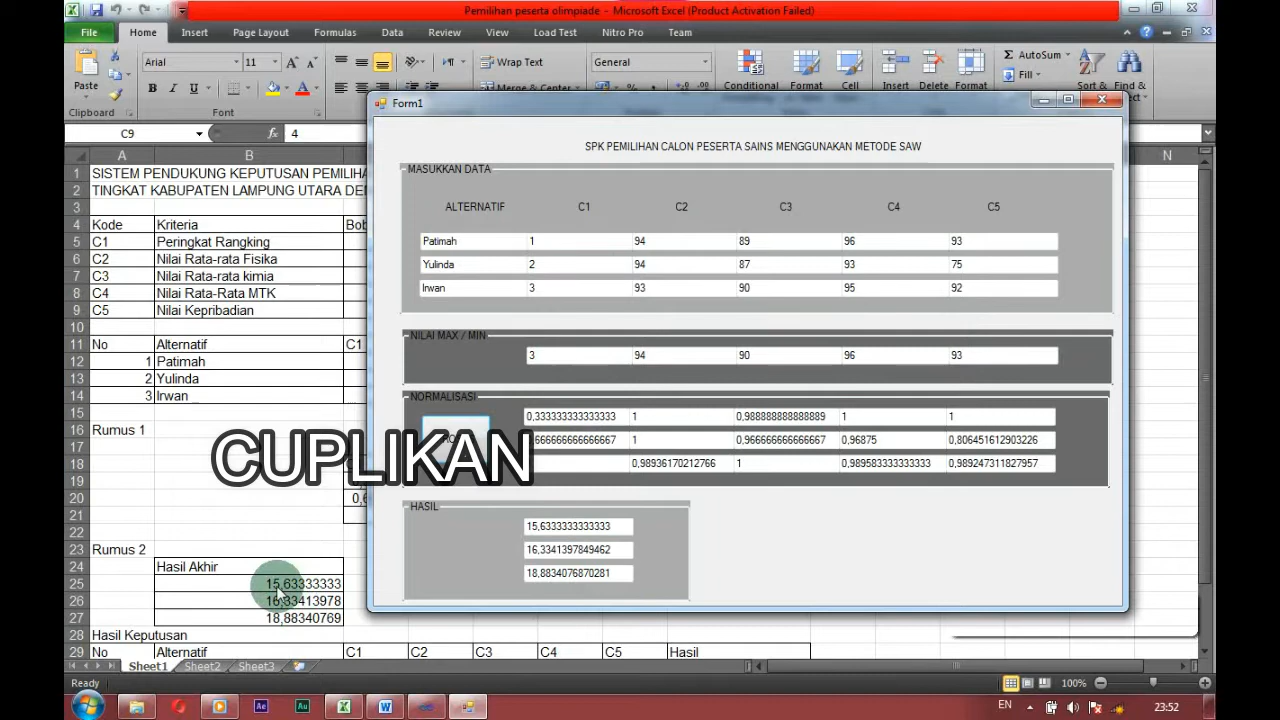 Pemilihan peserta olimpiade - Microsoft Excel (Product Activation Failed)
File Home Insert Page Layout Formulas Data Review View Load Test Nitro Pro Team
Paste
Clipboard
Arial 11
B I U
Font
Wrap Text
Merge & Center
General
Conditional Format Cell
Insert Delete Format
AutoSum
Fill
Sort & Find &
C9 fx 4
A B N
1 SISTEM PENDUKUNG KEPUTUSAN PEMILIHA
2 TINGKAT KABUPATEN LAMPUNG UTARA DE
3
4 Kode Kriteria Bob
5 C1 Peringkat Rangking
6 C2 Nilai Rata-rata Fisika
7 C3 Nilai Rata-rata kimia
8 C4 Nilai Rata-Rata MTK
9 C5 Nilai Kepribadian
10
11 No Alternatif C1
12 1 Patimah
13 2 Yulinda
14 3 Irwan
15
16 Rumus 1
17
18
19
20 0,6
21
22
23 Rumus 2
24 Hasil Akhir
25 15,63333333
26 16,33413978
27 18,88340769
28 Hasil Keputusan
29 No Alternatif C1 C2 C3 C4 C5 Hasil
Form1
SPK PEMILIHAN CALON PESERTA SAINS MENGGUNAKAN METODE SAW
MASUKKAN DATA
ALTERNATIF C1 C2 C3 C4 C5
Patimah 1 94 89 96 93
Yulinda 2 94 87 93 75
Irwan 3 93 90 95 92
NILAI MAX / MIN
3 94 90 96 93
NORMALISASI
0,333333333333333 1 0,988888888888889 1 1
666666666666667 1 0,966666666666667 0,96875 0,806451612903226
0,98936170212766 1 0,989583333333333 0,989247311827957
CUPLIKAN
HASIL
15,6333333333333
16,3341397849462
18,8834076870281
Sheet1 Sheet2 Sheet3
Ready 100%
Ae Au EN 23:52